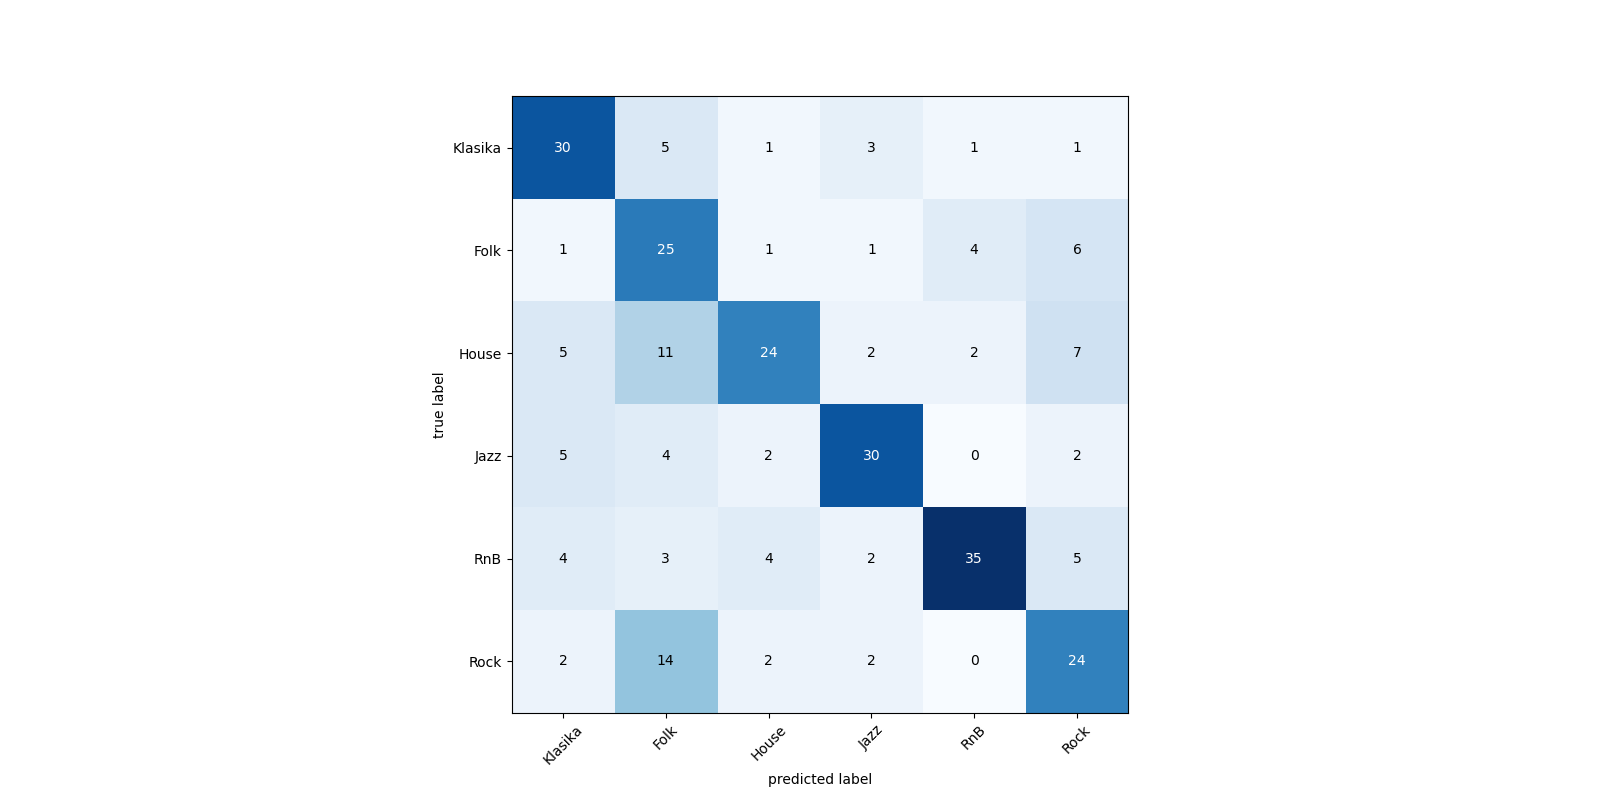 Klasika 30 5 1 3 1 1
Folk 1 25 1 1 4 6
House 5 11 24 2 2 7
Jazz 5 4 2 30 0 2
RnB 4 3 4 2 35 5
Rock 2 14 2 2 0 24
true label
Klasika Folk House Jazz RnB Rock
predicted label